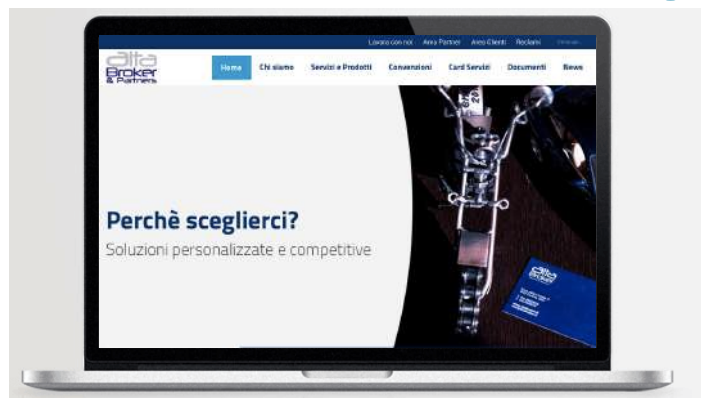 Lavora con noi Area Partner Area Clienti Reclami
alta
Broker
& Partners
Home Chi siamo Servizi e Prodotti Convenzioni Card Servizi Documenti News
Perchè sceglierci?
Soluzioni personalizzate e competitive
alta
Broker